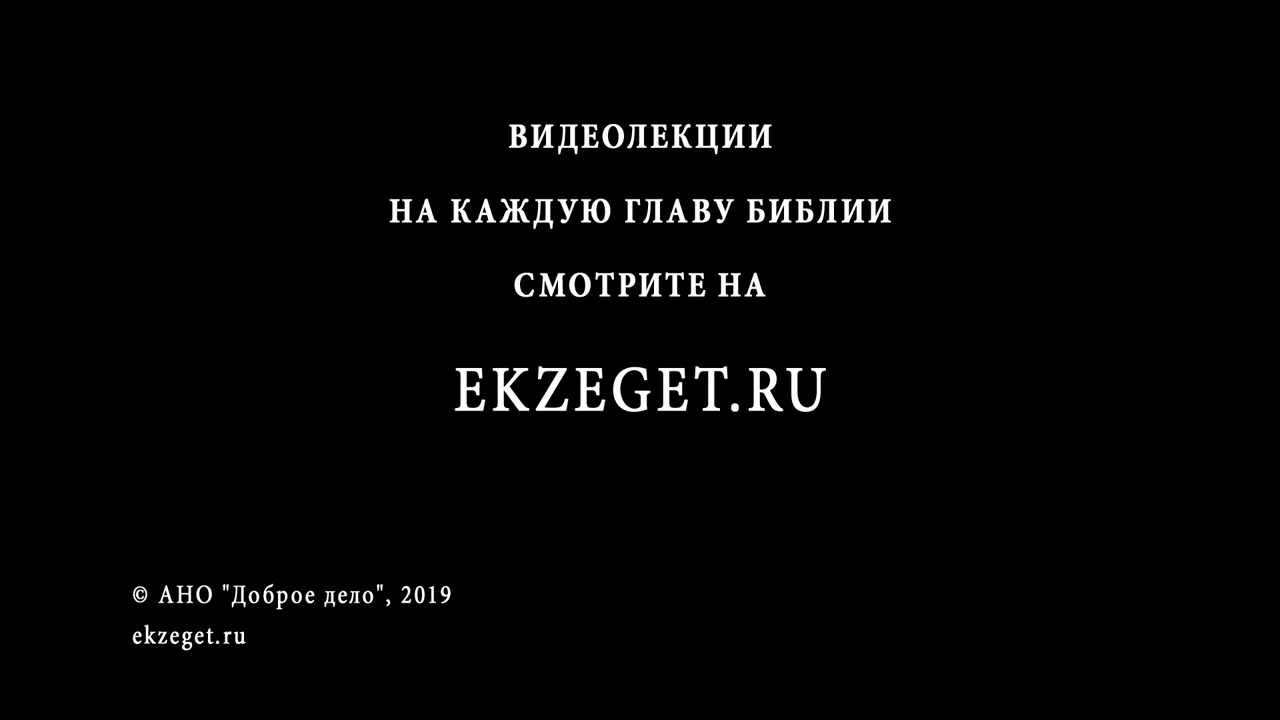 ВИДЕОЛЕКЦИИ
НА КАЖДУЮ ГЛАВУ БИБЛИИ
СМОТРИТЕ НА
EKZEGET.RU
© АНО "Доброе дело", 2019
ekzeget.ru